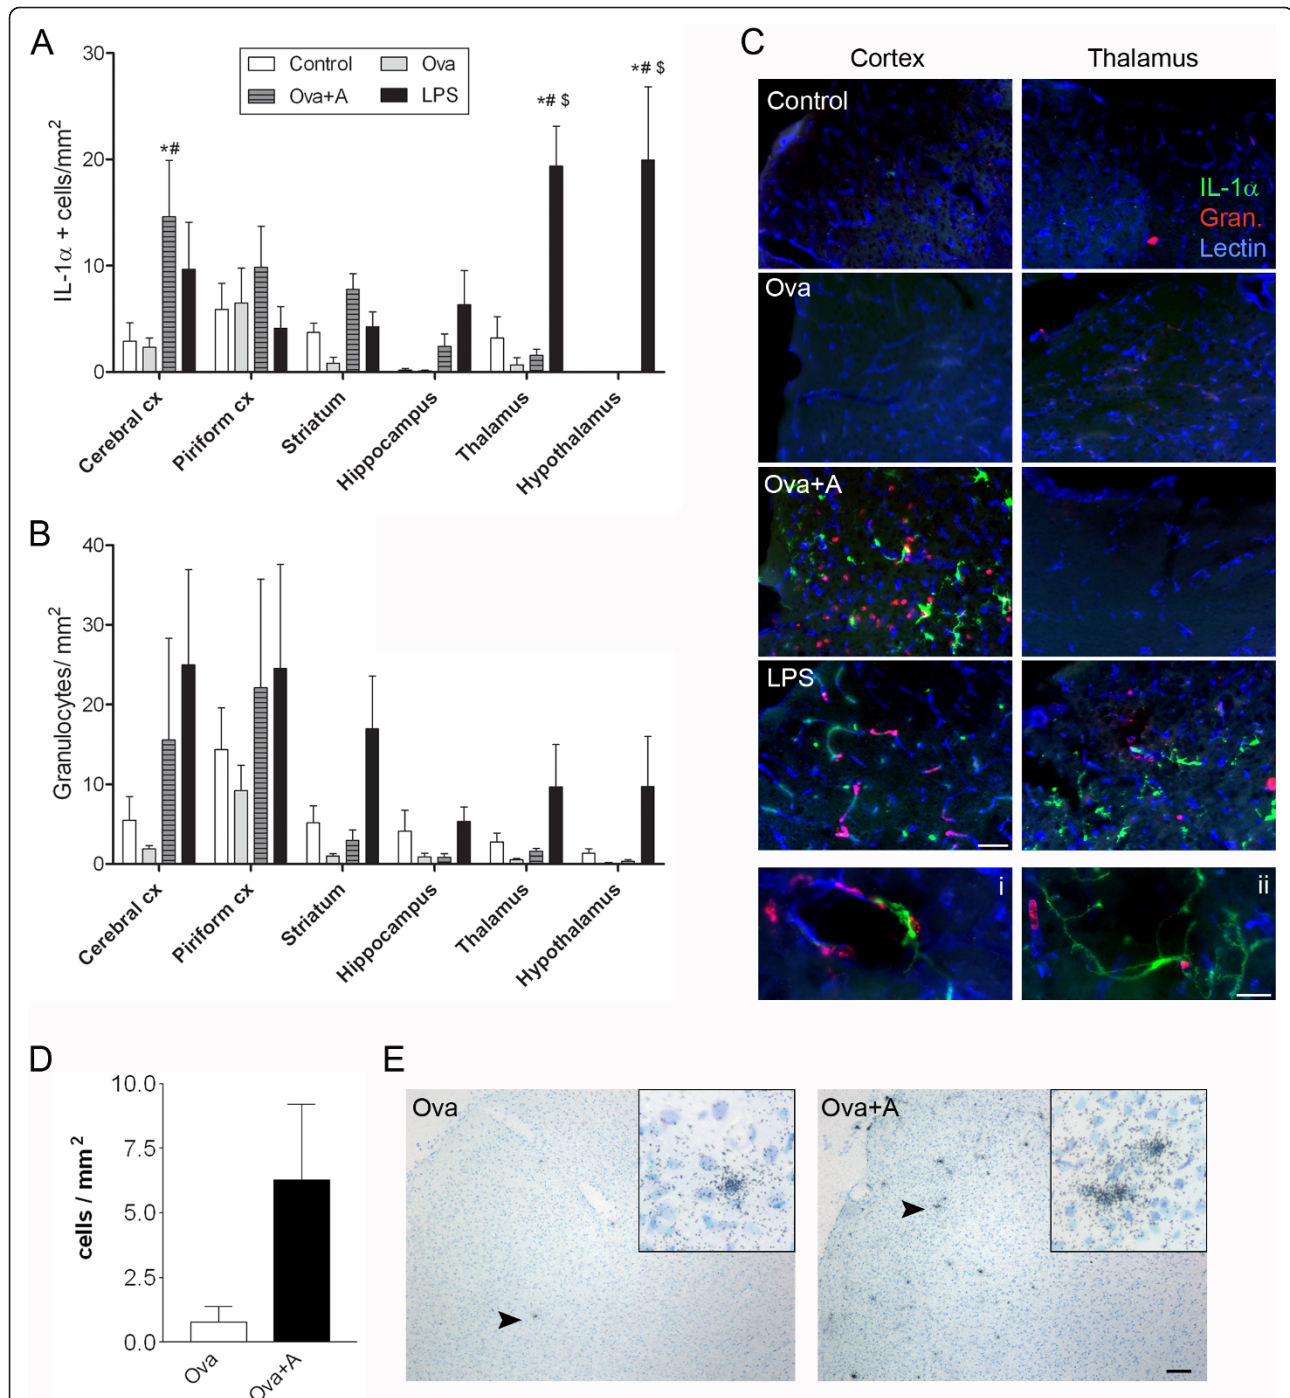 A
30
20
10
0
IL-1α + cells/mm²
Control
Ova
Ova+A
LPS
*#
*# $
*# $
Cerebral cx
Piriform cx
Striatum
Hippocampus
Thalamus
Hypothalamus
B
40
30
20
10
0
Granulocytes/ mm²
Cerebral cx
Piriform cx
Striatum
Hippocampus
Thalamus
Hypothalamus
C
Cortex
Thalamus
Control
IL-1α
Gran.
Lectin
Ova
Ova+A
LPS
i
ii
D
10.0
7.5
5.0
2.5
0.0
cells / mm²
Ova
Ova+A
E
Ova
Ova+A